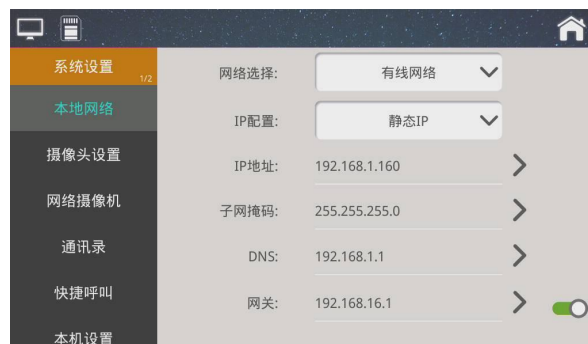 系统设置
1/2
本地网络
摄像头设置
网络摄像机
通讯录
快捷呼叫
本机设置
网络选择: 有线网络
IP配置: 静态IP
IP地址: 192.168.1.160
子网掩码: 255.255.255.0
DNS: 192.168.1.1
网关: 192.168.16.1